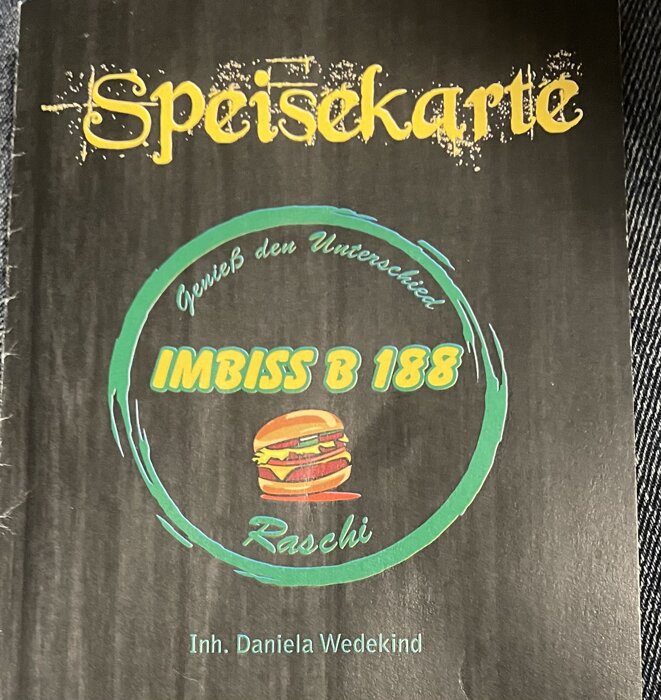 Speisekarte
Genieß den Unterschied
IMBISS B 188
Raschi
Inh. Daniela Wedekind